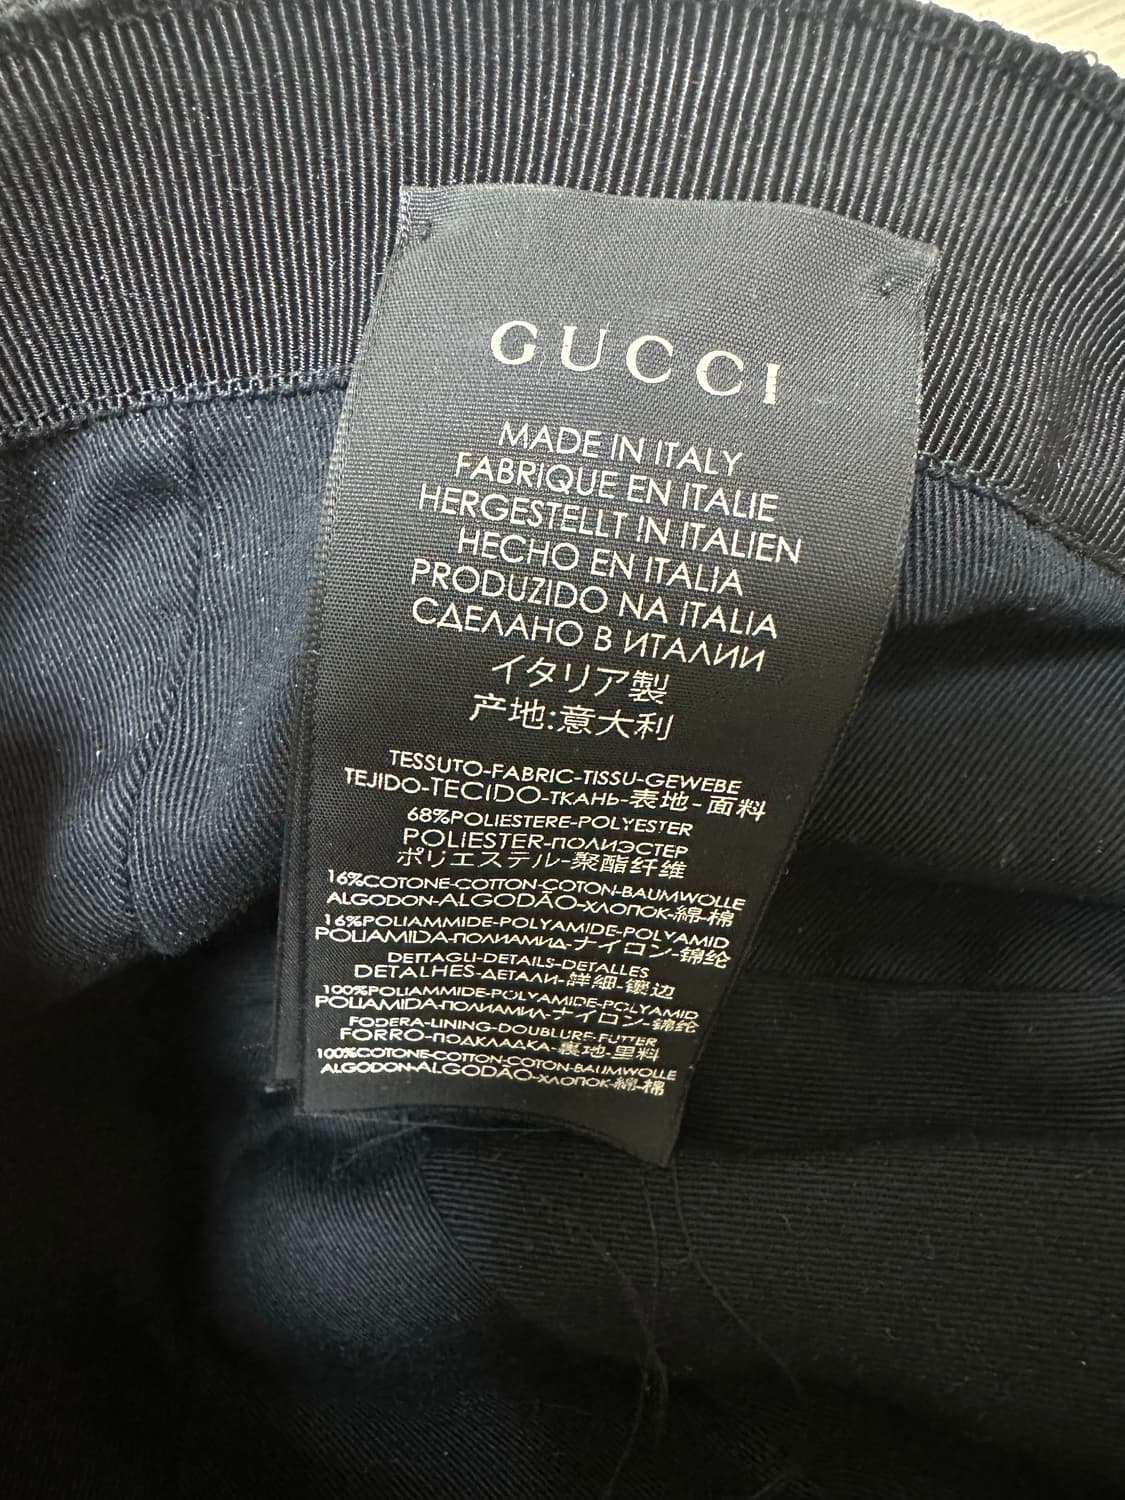 GUCCI
MADE IN ITALY
FABRIQUE EN ITALIE
HERGESTELLT IN ITALIEN
HECHO EN ITALIA
PRODUZIDO NA ITALIA
СДЕЛАНО В ИТАЛИИ
イタリア製
产地:意大利
TESSUTO-FABRIC-TISSU-GEWEBE
TEJIDO-TECIDO-ТКАНЬ-表地-面料
68%POLIESTERE-POLYESTER
POLIESTER-ПОЛИЭСТЕР
ポリエステル-聚酯纤维
16%COTONE-COTTON-COTON-BAUMWOLLE
ALGODON-ALGODÃO-ХЛОПОК-綿-棉
16%POLIAMMIDE-POLYAMIDE-POLYAMID
POLIAMIDA-ПОЛИАМИД-ナイロン-锦纶
DETTAGLI-DETAILS-DETALLES
DETALHES-ДЕТАЛИ-詳細-镶边
100%POLIAMMIDE-POLYAMIDE-POLYAMID
POLIAMIDA-ПОЛИАМИД-ナイロン-锦纶
FODERA-LINING-DOUBLURE-FUTTER
FORRO-ПОДКЛАДКА-裏地-里料
100%COTONE-COTTON-COTON-BAUMWOLLE
ALGODON-ALGODÃO-ХЛОПОК-綿-棉